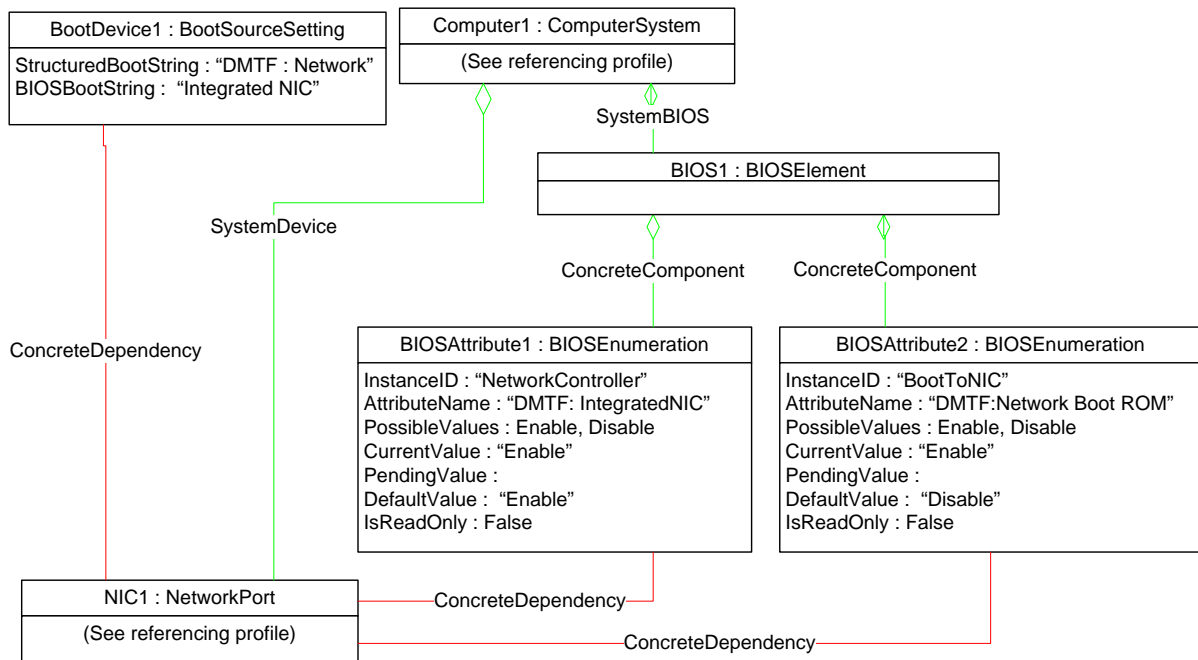 BootDevice1 : BootSourceSetting
StructuredBootString : “DMTF : Network”
BIOSBootString :  “Integrated NIC”
Computer1 : ComputerSystem
(See referencing profile)
SystemBIOS
BIOS1 : BIOSElement
SystemDevice
ConcreteComponent
ConcreteComponent
ConcreteDependency
BIOSAttribute1 : BIOSEnumeration
InstanceID : “NetworkController”
AttributeName : “DMTF: IntegratedNIC”
PossibleValues : Enable, Disable
CurrentValue : “Enable”
PendingValue :
DefaultValue :  “Enable”
IsReadOnly : False
BIOSAttribute2 : BIOSEnumeration
InstanceID : “BootToNIC”
AttributeName : “DMTF:Network Boot ROM”
PossibleValues : Enable, Disable
CurrentValue : “Enable”
PendingValue :
DefaultValue :  “Disable”
IsReadOnly : False
NIC1 : NetworkPort
(See referencing profile)
ConcreteDependency
ConcreteDependency